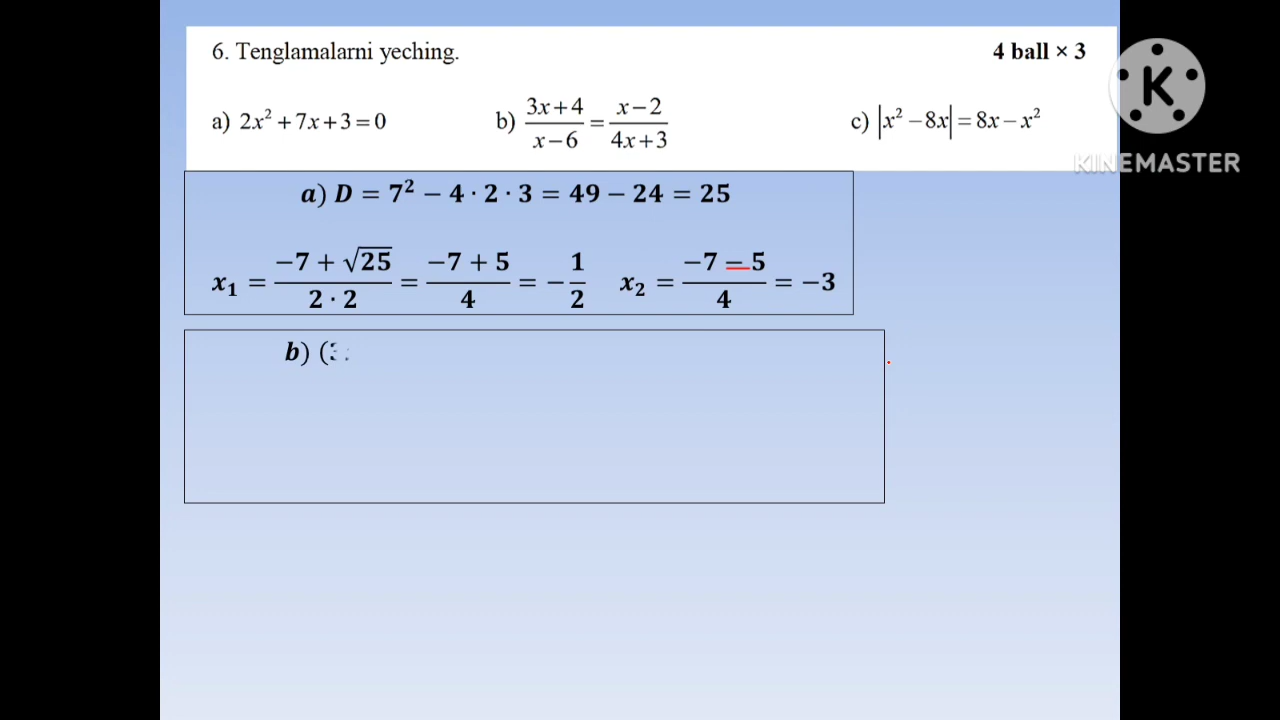 6. Tenglamalarni yeching. 4 ball × 3
a) 2x² + 7x + 3 = 0 b) (3x+4)/(x−6) = (x−2)/(4x+3) c) |x² − 8x| = 8x − x²
KINEMASTER
a) D = 7² − 4 · 2 · 3 = 49 − 24 = 25
x₁ = (−7 + √25)/(2 · 2) = (−7 + 5)/4 = −1/2 x₂ = (−7 − 5)/4 = −3
b) (3